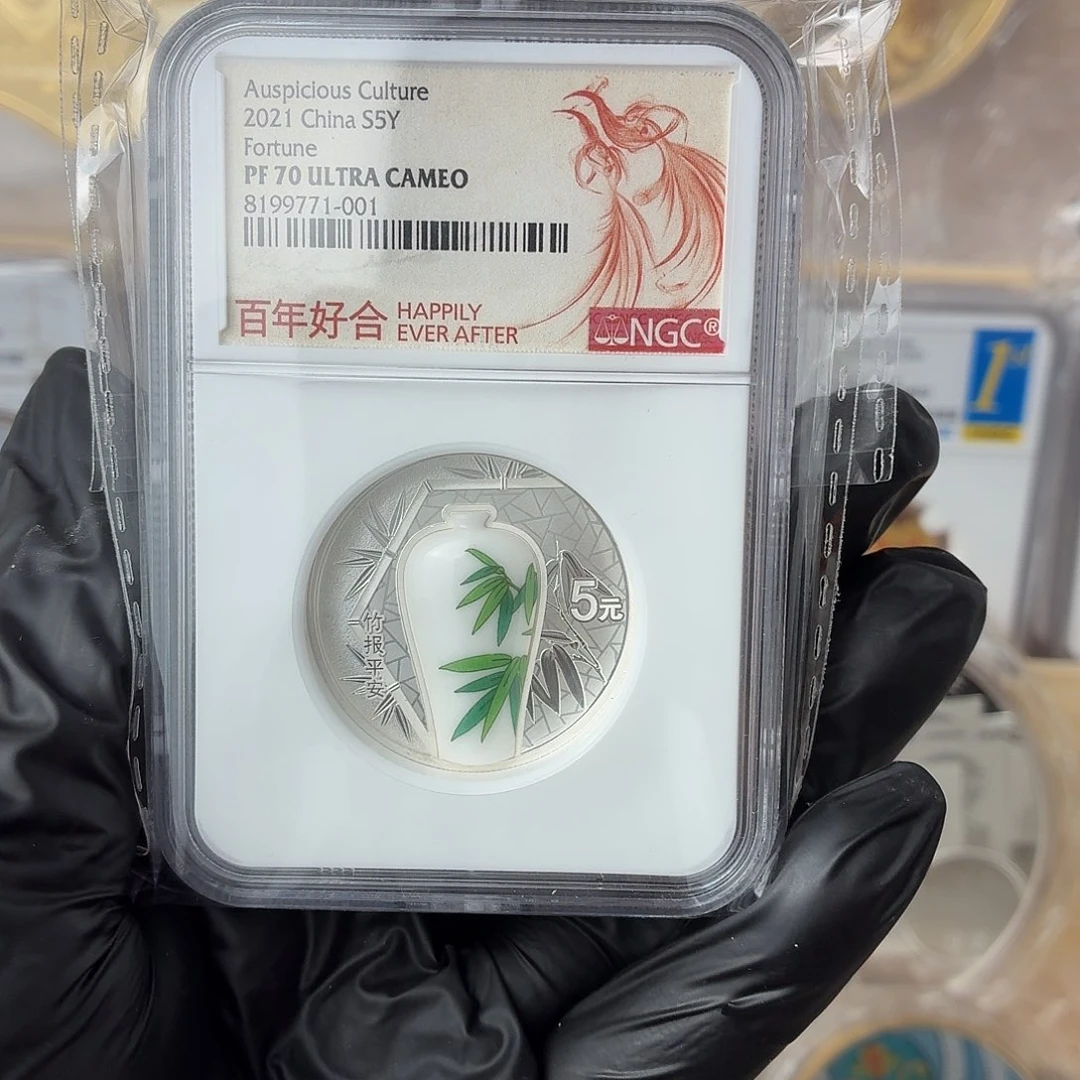 Auspicious Culture
2021 China S5Y
Fortune
PF 70 ULTRA CAMEO
8199771-001
百年好合
HAPPILY
EVER AFTER
NGC®
5元
竹报平安
1st